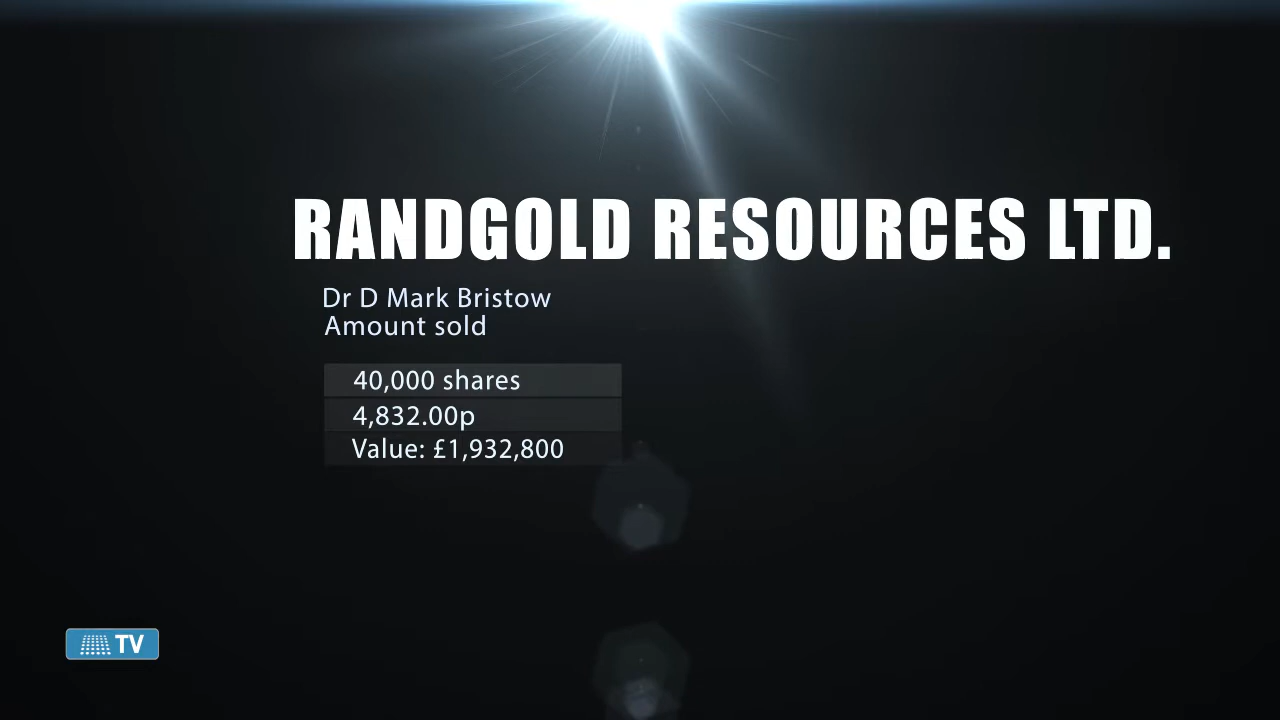 RANDGOLD RESOURCES LTD.
Dr D Mark Bristow
Amount sold
40,000 shares
4,832.00p
Value: £1,932,800
TV